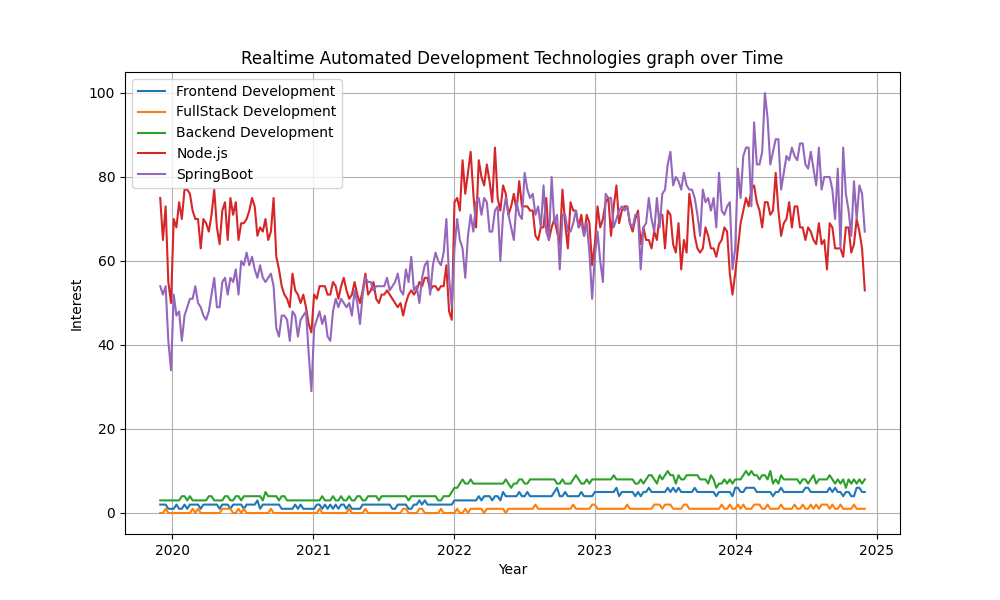 Realtime Automated Development Technologies graph over Time
Frontend Development
FullStack Development
Backend Development
Node.js
SpringBoot
100
80
60
40
20
0
Interest
2020 2021 2022 2023 2024 2025
Year